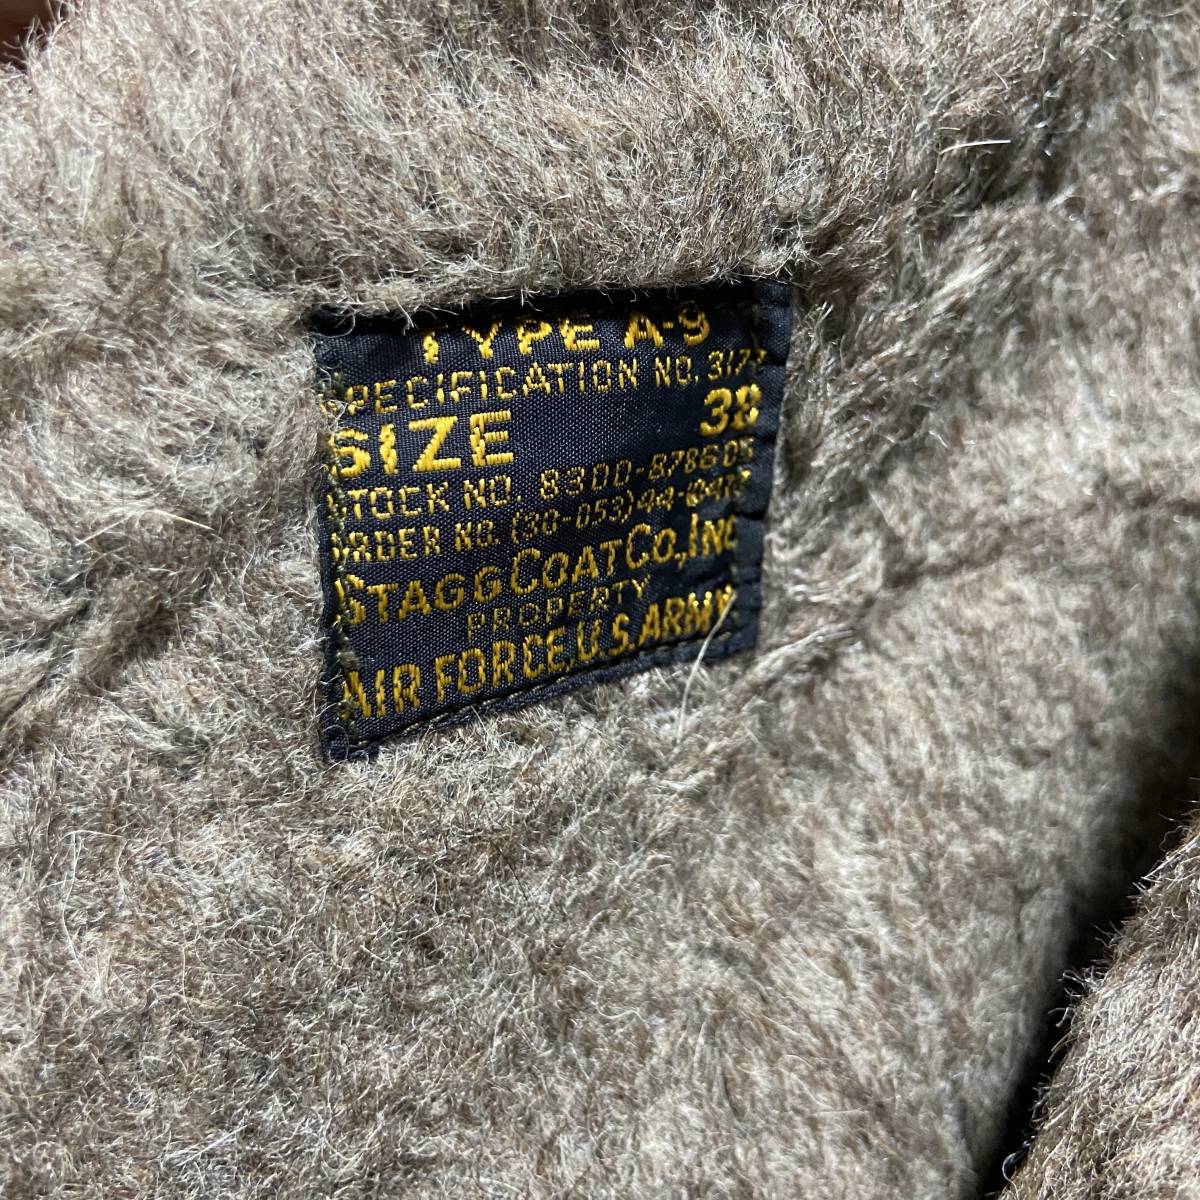 TYPE A-9
SPECIFICATION NO. 3177
SIZE 38
STOCK NO. 8300-878605
ORDER NO. (30-053)44-
STAGG COAT CO., INC
PROPERTY
AIR FORCE, U.S. ARMY